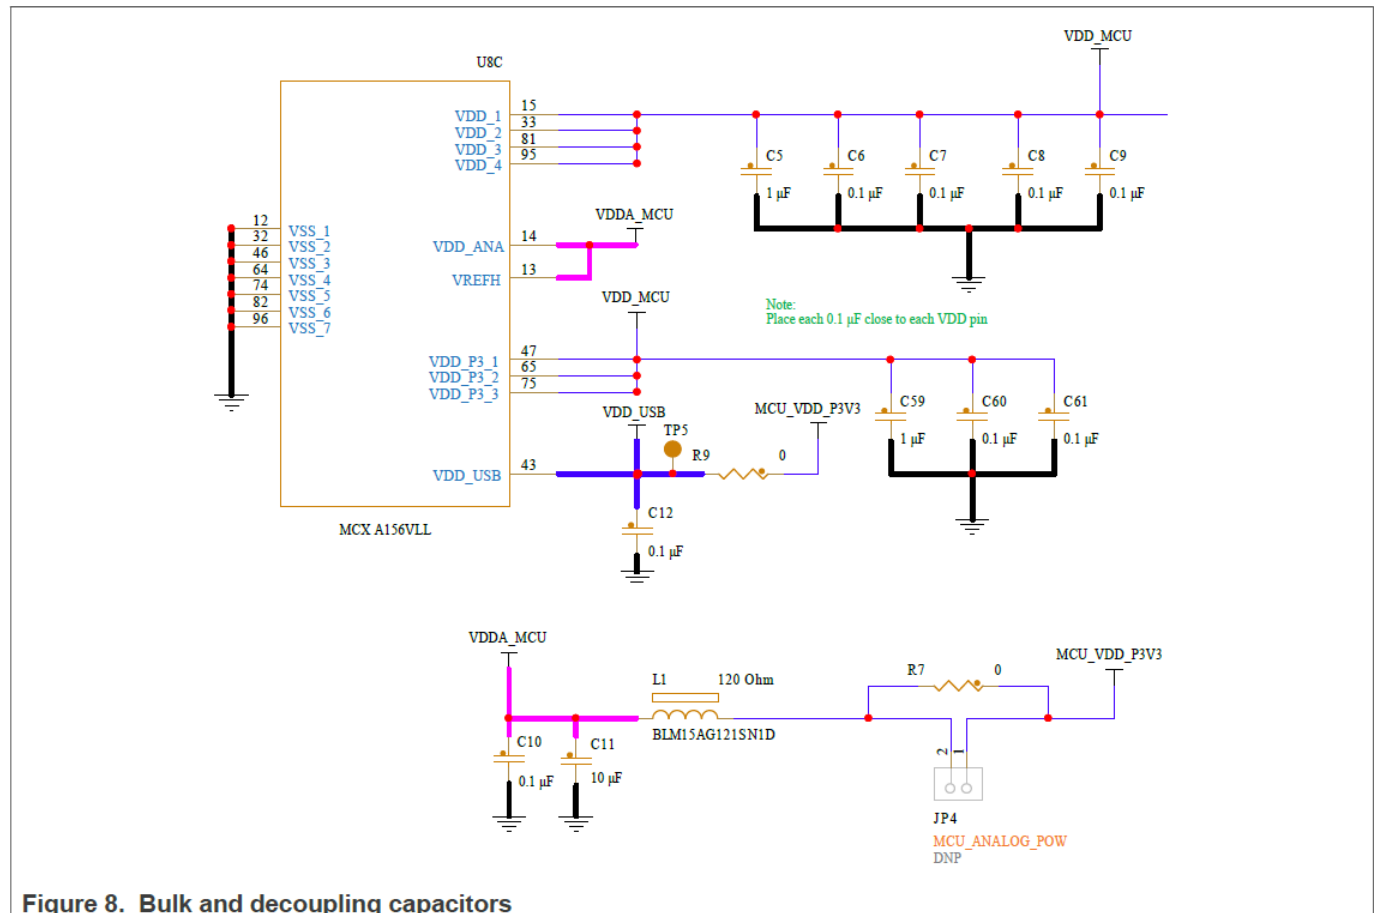 VDD_MCU
U8C
VDD_1 15
VDD_2 33
VDD_3 81
VDD_4 95
C5
1 µF
C6
0.1 µF
C7
0.1 µF
C8
0.1 µF
C9
0.1 µF
12 VSS_1
32 VSS_2
46 VSS_3
64 VSS_4
74 VSS_5
82 VSS_6
96 VSS_7
VDDA_MCU
VDD_ANA 14
VREFH 13
VDD_MCU
Note:
Place each 0.1 µF close to each VDD pin
VDD_P3_1 47
VDD_P3_2 65
VDD_P3_3 75
C59
1 µF
C60
0.1 µF
C61
0.1 µF
VDD_USB
TP5
R9 0
MCU_VDD_P3V3
VDD_USB 43
C12
0.1 µF
MCX A156VLL
VDDA_MCU
C10
0.1 µF
C11
10 µF
L1 120 Ohm
BLM15AG121SN1D
R7 0
MCU_VDD_P3V3
2 1
JP4
MCU_ANALOG_POW
DNP
Figure 8. Bulk and decoupling capacitors